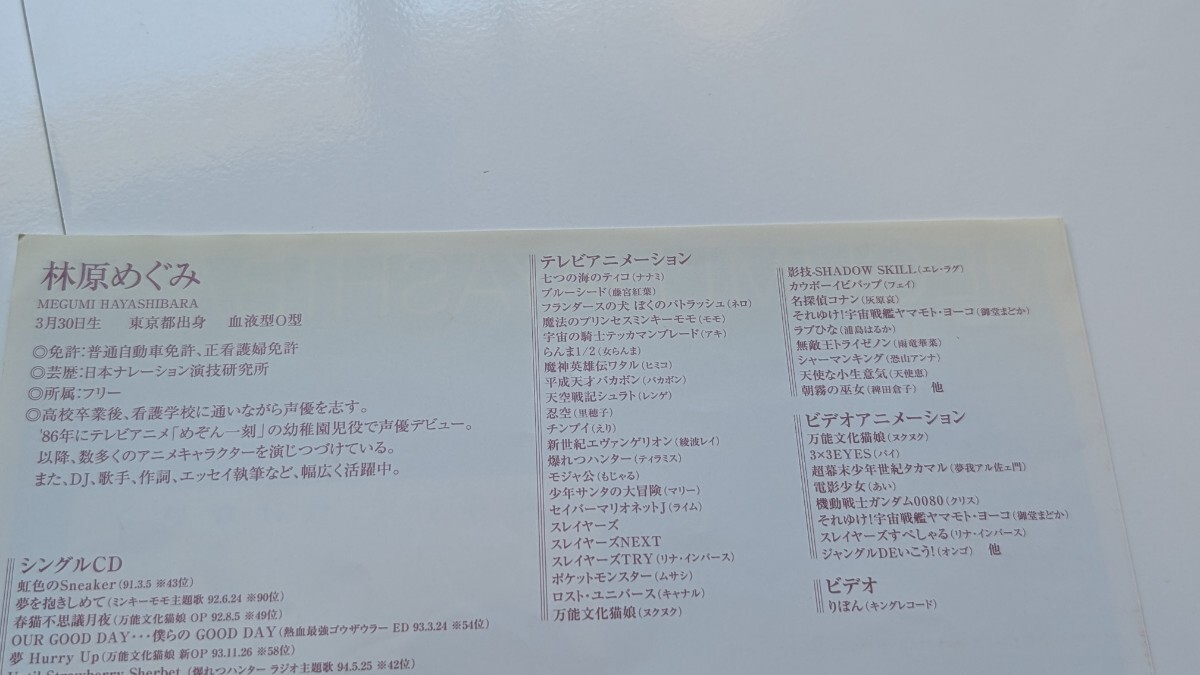 林原めぐみ
MEGUMI HAYASHIBARA
3月30日生 東京都出身 血液型O型
◎免許:普通自動車免許、正看護婦免許
◎芸歴:日本ナレーション演技研究所
◎所属:フリー
◎高校卒業後、看護学校に通いながら声優を志す。
'86年にテレビアニメ「めぞん一刻」の幼稚園児役で声優デビュー。
以降、数多くのアニメキャラクターを演じつづけている。
また、DJ、歌手、作詞、エッセイ執筆など、幅広く活躍中。
シングルCD
虹色のSneaker(91.3.5 ※43位)
夢を抱きしめて(ミンキーモモ主題歌 92.6.24 ※90位)
春猫不思議月夜(万能文化猫娘 OP 92.8.5 ※49位)
OUR GOOD DAY・・・僕らの GOOD DAY(熱血最強ゴウザウラー ED 93.3.24 ※54位)
夢 Hurry Up(万能文化猫娘 新OP 93.11.26 ※58位)
Until Strawberry Sherbet (爆れつハンター ラジオ主題歌 94.5.25 ※42位)
テレビアニメーション
七つの海のティコ(ナナミ)
ブルーシード(藤宮紅葉)
フランダースの犬 ぼくのパトラッシュ(ネロ)
魔法のプリンセスミンキーモモ(モモ)
宇宙の騎士テッカマンブレード(アキ)
らんま1/2(女らんま)
魔神英雄伝ワタル(ヒミコ)
平成天才バカボン(バカボン)
天空戦記シュラト(レンゲ)
忍空(里穂子)
チンプイ(えり)
新世紀エヴァンゲリオン(綾波レイ)
爆れつハンター(ティラミス)
モジャ公(もじゃる)
少年サンタの大冒険(マリー)
セイバーマリオネットJ(ライム)
スレイヤーズ
スレイヤーズNEXT
スレイヤーズTRY(リナ・インバース)
ポケットモンスター(ムサシ)
ロスト・ユニバース(キャナル)
万能文化猫娘(ヌクヌク)
影技-SHADOW SKILL(エレ・ラグ)
カウボーイビバップ(フェイ)
名探偵コナン(灰原哀)
それゆけ!宇宙戦艦ヤマモト・ヨーコ(御堂まどか)
ラブひな(浦島はるか)
無敵王トライゼノン(雨竜華菜)
シャーマンキング(恐山アンナ)
天使な小生意気(天使恵)
朝霧の巫女(稗田倉子) 他
ビデオアニメーション
万能文化猫娘(ヌクヌク)
3×3EYES(パイ)
超幕末少年世紀タカマル(夢我アル佐ェ門)
電影少女(あい)
機動戦士ガンダム0080(クリス)
それゆけ!宇宙戦艦ヤマモト・ヨーコ(御堂まどか)
スレイヤーズすぺしゃる(リナ・インバース)
ジャングルDEいこう!(オンゴ) 他
ビデオ
りぼん(キングレコード)